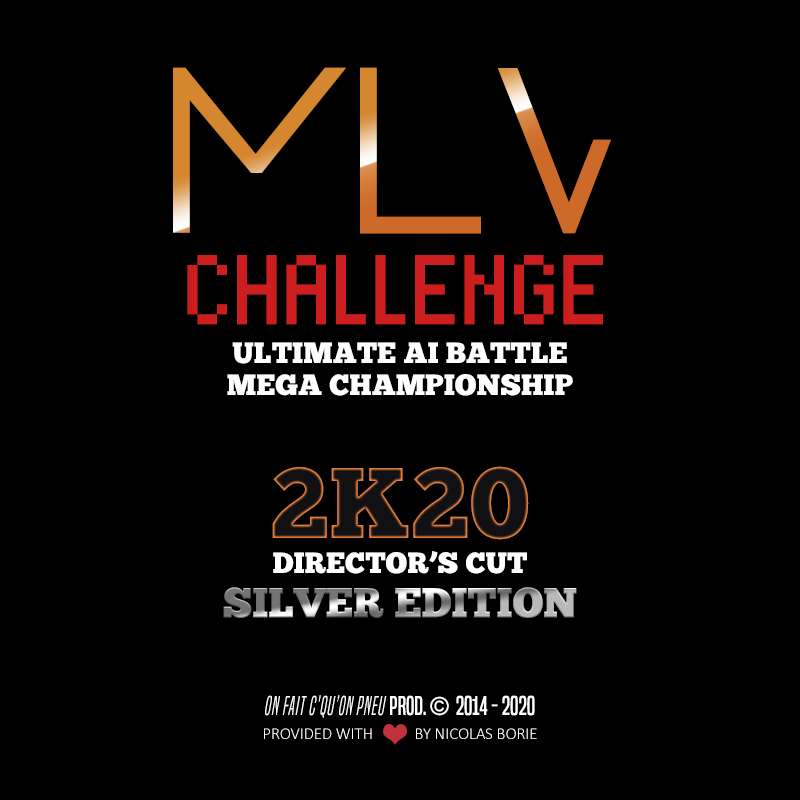 MLV
CHALLENGE
ULTIMATE AI BATTLE
MEGA CHAMPIONSHIP
2K20
DIRECTOR'S CUT
SILVER EDITION
ON FAIT C'QU'ON PNEU PROD. © 2014 - 2020
PROVIDED WITH ❤ BY NICOLAS BORIE